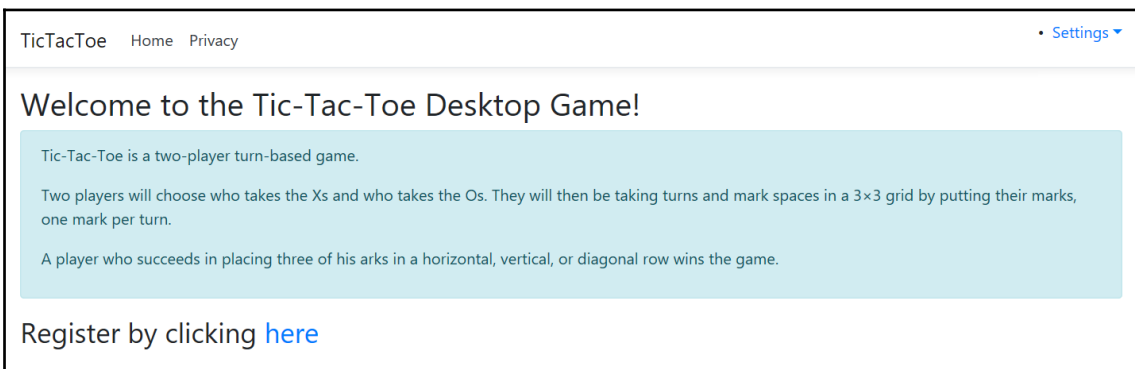 TicTacToe Home Privacy • Settings
Welcome to the Tic-Tac-Toe Desktop Game!
Tic-Tac-Toe is a two-player turn-based game.
Two players will choose who takes the Xs and who takes the Os. They will then be taking turns and mark spaces in a 3×3 grid by putting their marks,
one mark per turn.
A player who succeeds in placing three of his arks in a horizontal, vertical, or diagonal row wins the game.
Register by clicking here